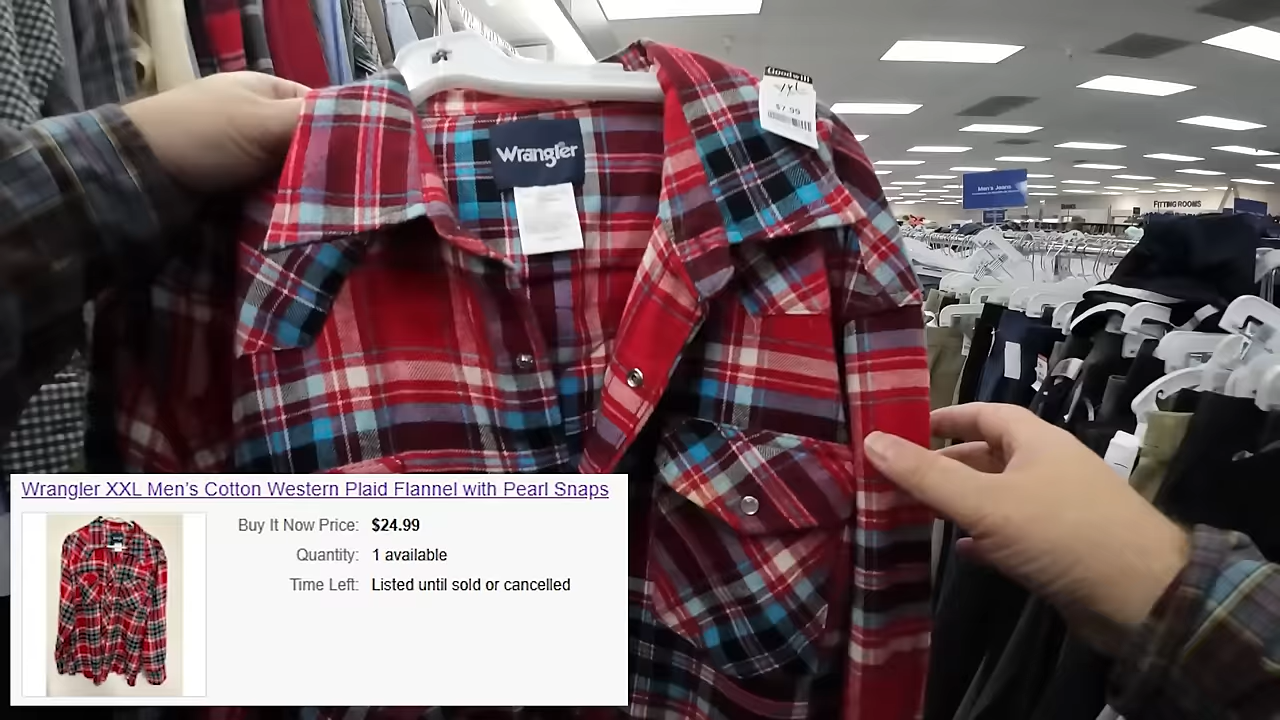 Goodwill
XXL
$7.99
Wrangler
Men's Jeans
FITTING ROOMS
Wrangler XXL Men's Cotton Western Plaid Flannel with Pearl Snaps
Buy It Now Price: $24.99
Quantity: 1 available
Time Left: Listed until sold or cancelled